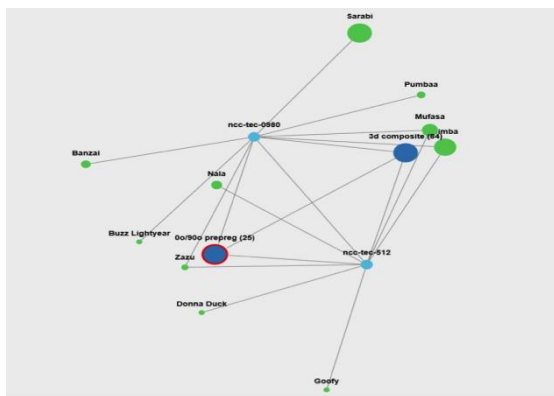 Sarabi
Pumbaa
Mufasa
ncc-tec-0980
3d composite (84)
imba
Banzai
Nala
Buzz Lightyear
0o/90o prepreg (25)
Zazu
ncc-tec-512
Donna Duck
Goofy